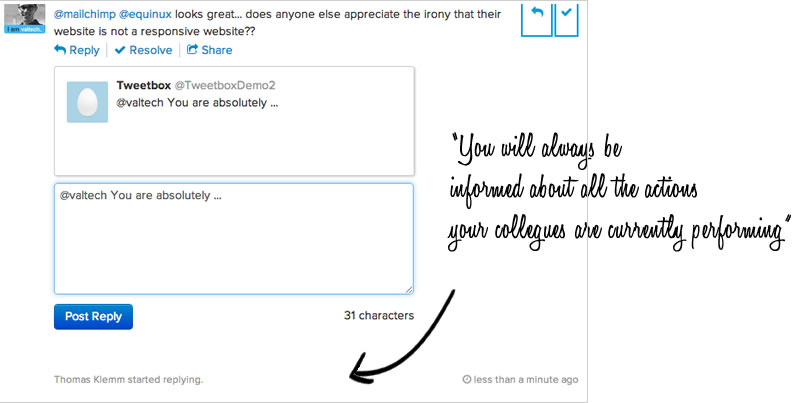 I am valtech.
@mailchimp @equinux looks great... does anyone else appreciate the irony that their
website is not a responsive website??
Reply Resolve Share
Tweetbox @TweetboxDemo2
@valtech You are absolutely ...
@valtech You are absolutely ...
Post Reply 31 characters
Thomas Klemm started replying. less than a minute ago
"You will always be
informed about all the actions
your collegues are currently performing"